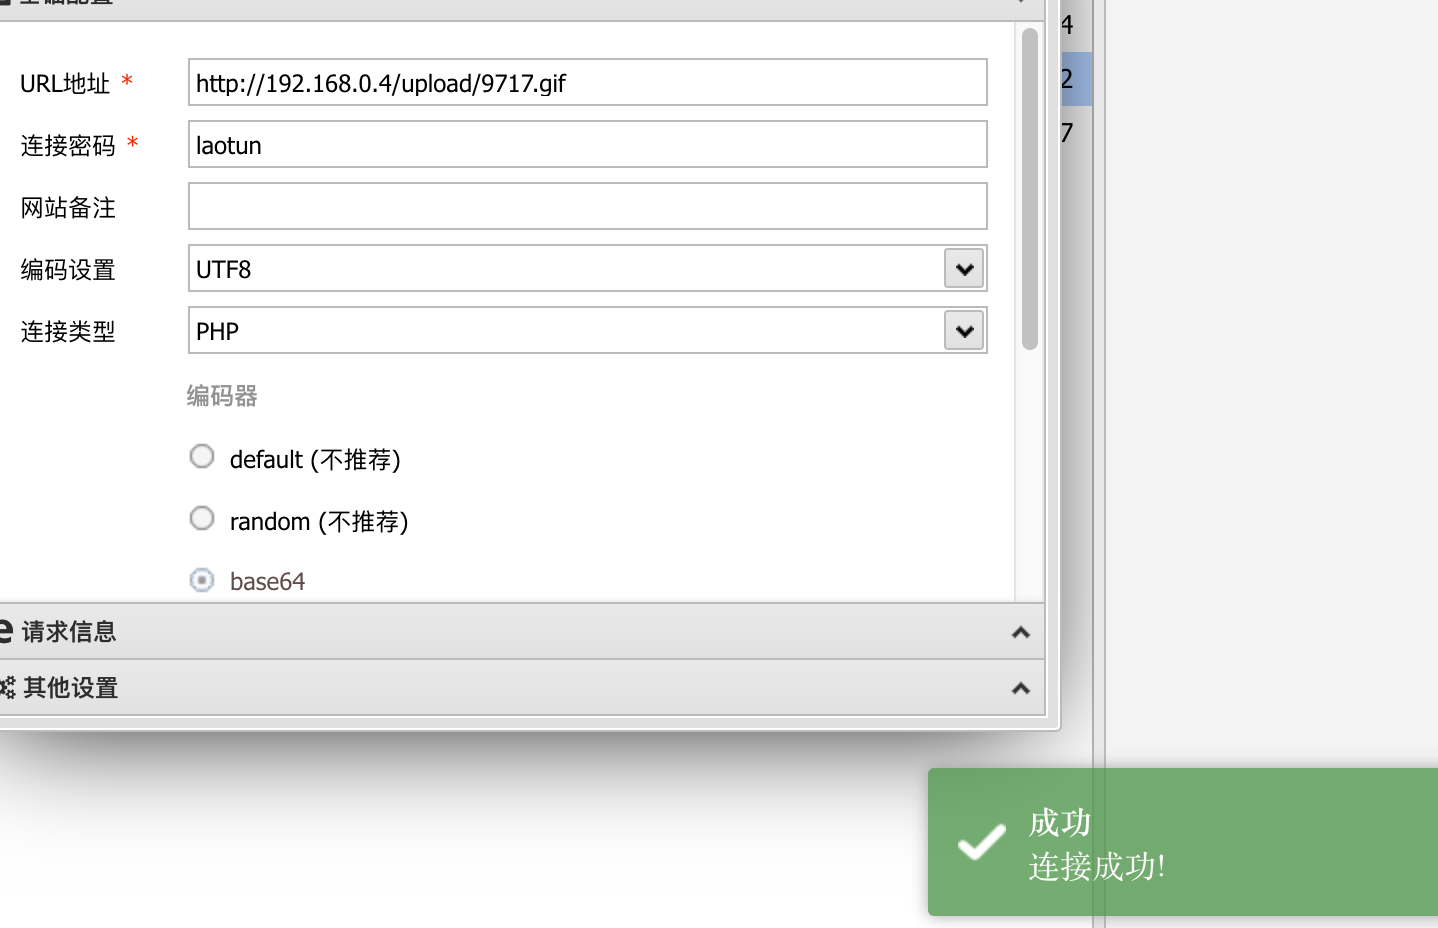 4
URL地址 *
http://192.168.0.4/upload/9717.gif
2
连接密码 *
laotun
7
网站备注
编码设置
UTF8
连接类型
PHP
编码器
default (不推荐)
random (不推荐)
base64
请求信息
其他设置
成功
连接成功!